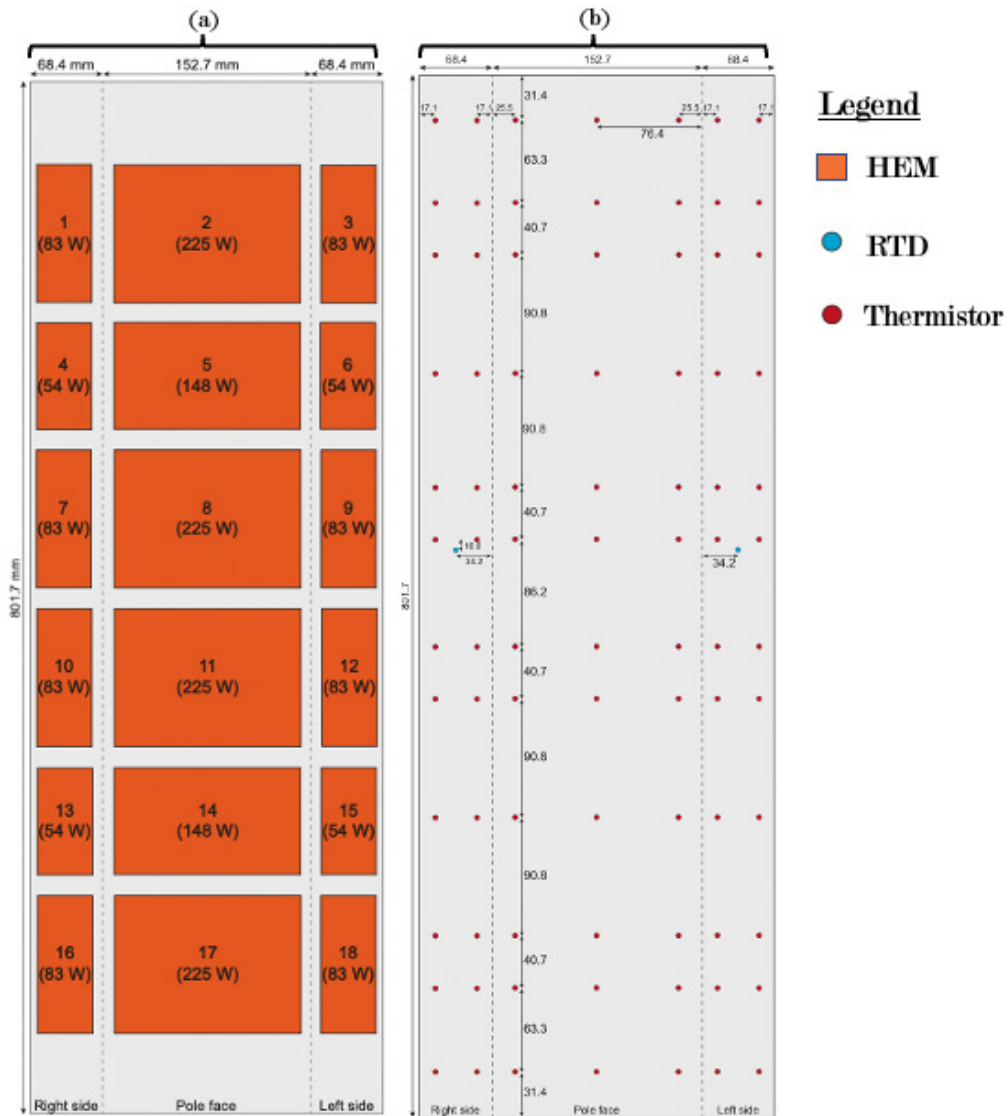 (a)
68.4 mm
152.7 mm
68.4 mm
801.7 mm
1
(83 W)
2
(225 W)
3
(83 W)
4
(54 W)
5
(148 W)
6
(54 W)
7
(83 W)
8
(225 W)
9
(83 W)
10
(83 W)
11
(225 W)
12
(83 W)
13
(54 W)
14
(148 W)
15
(54 W)
16
(83 W)
17
(225 W)
18
(83 W)
Right side
Pole face
Left side
(b)
68.4
152.7
68.4
31.4
17.1
17.1
25.5
25.5
17.1
17.1
76.4
63.3
40.7
90.8
90.8
40.7
34.2
34.2
801.7
86.2
40.7
90.8
90.8
40.7
63.3
31.4
Right side
Pole face
Left side
Legend
HEM
RTD
Thermistor